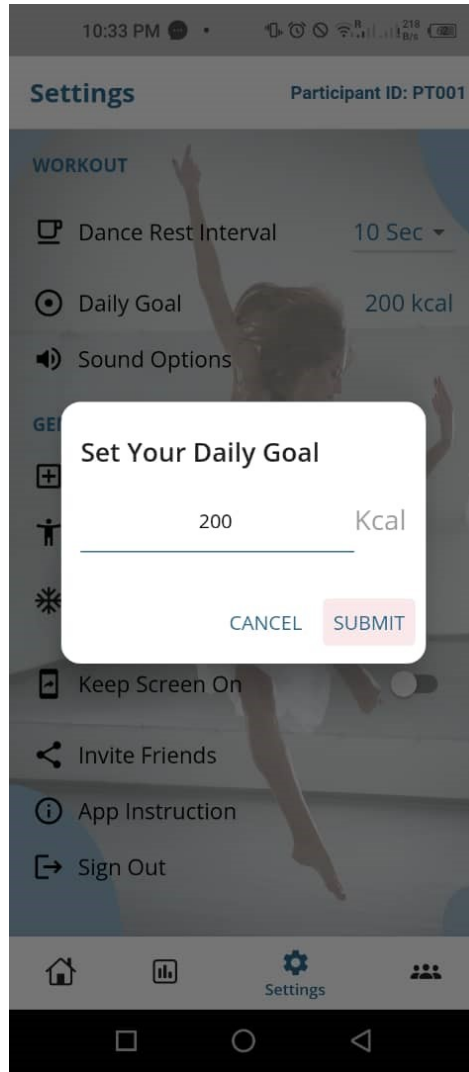 10:33 PM
R 218 B/s
Settings Participant ID: PT001
WORKOUT
Dance Rest Interval 10 Sec
Daily Goal 200 kcal
Sound Options
Set Your Daily Goal
200 Kcal
CANCEL SUBMIT
Keep Screen On
Invite Friends
App Instruction
Sign Out
Settings